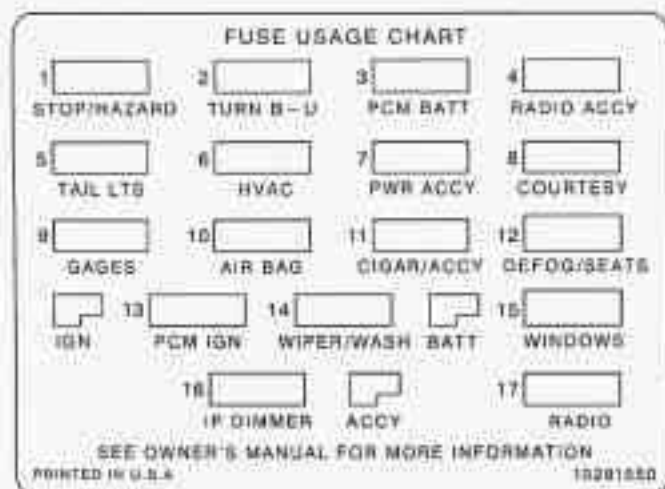 FUSE USAGE CHART
1 2 3 4
STOP/HAZARD TURN B-U PCM BATT RADIO ACCY
5 6 7 8
TAIL LTS HVAC PWR ACCY COURTESY
9 10 11 12
GAGES AIR BAG CIGAR/ACCY DEFOG/SEATS
13 14 15
IGN PCM IGN WIPER/WASH BATT WINDOWS
16 17
IP DIMMER ACCY RADIO
SEE OWNER'S MANUAL FOR MORE INFORMATION
PRINTED IN U.S.A